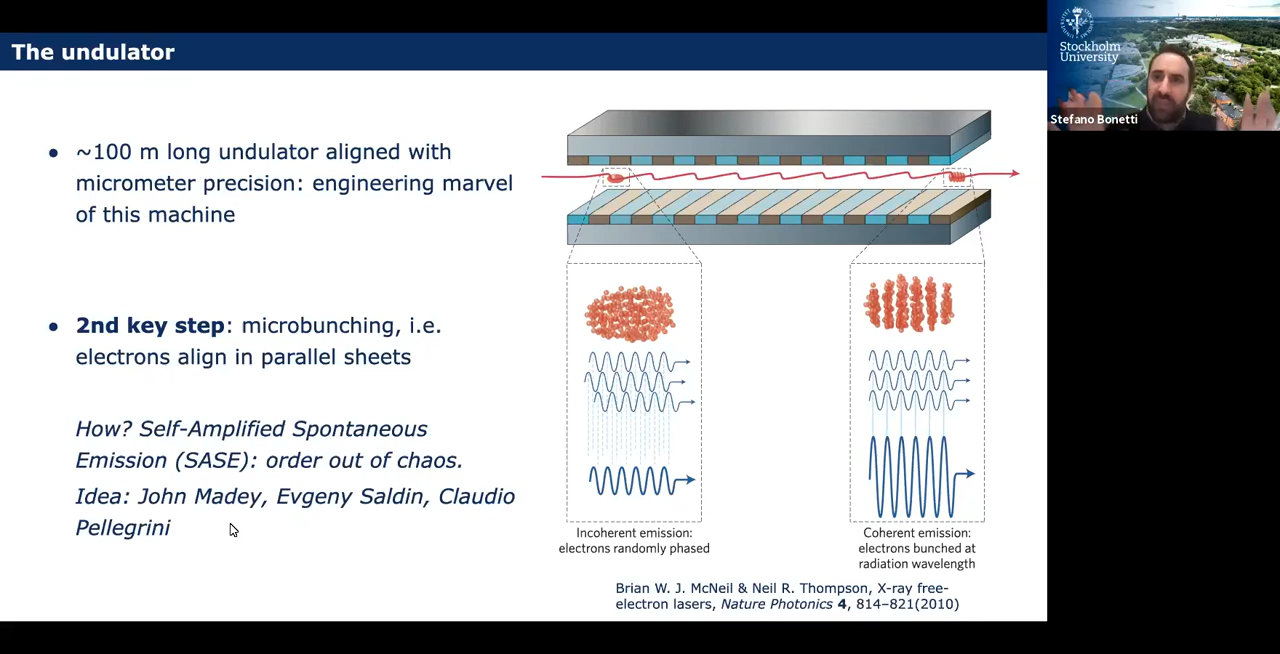 The undulator
• ~100 m long undulator aligned with
micrometer precision: engineering marvel
of this machine
• 2nd key step: microbunching, i.e.
electrons align in parallel sheets
How? Self-Amplified Spontaneous
Emission (SASE): order out of chaos.
Idea: John Madey, Evgeny Saldin, Claudio
Pellegrini
Incoherent emission:
electrons randomly phased
Coherent emission:
electrons bunched at
radiation wavelength
Brian W. J. McNeil & Neil R. Thompson, X-ray free-
electron lasers, Nature Photonics 4, 814–821(2010)
Stockholm
University
Stefano Bonetti